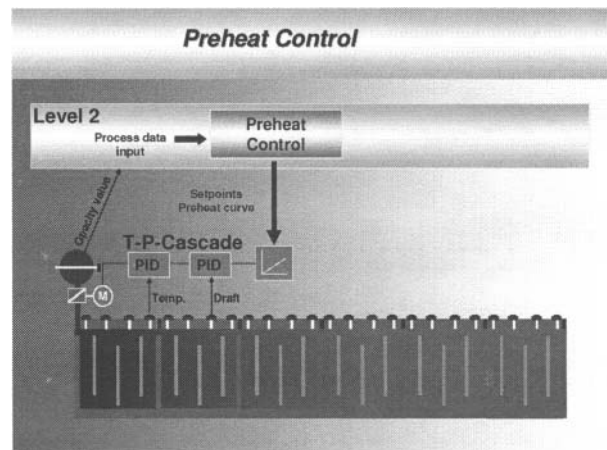 Preheat Control
Level 2
Process data
input
Preheat
Control
Opacity value
Setpoints
Preheat curve
T-P-Cascade
PID
PID
M
Temp.
Draft